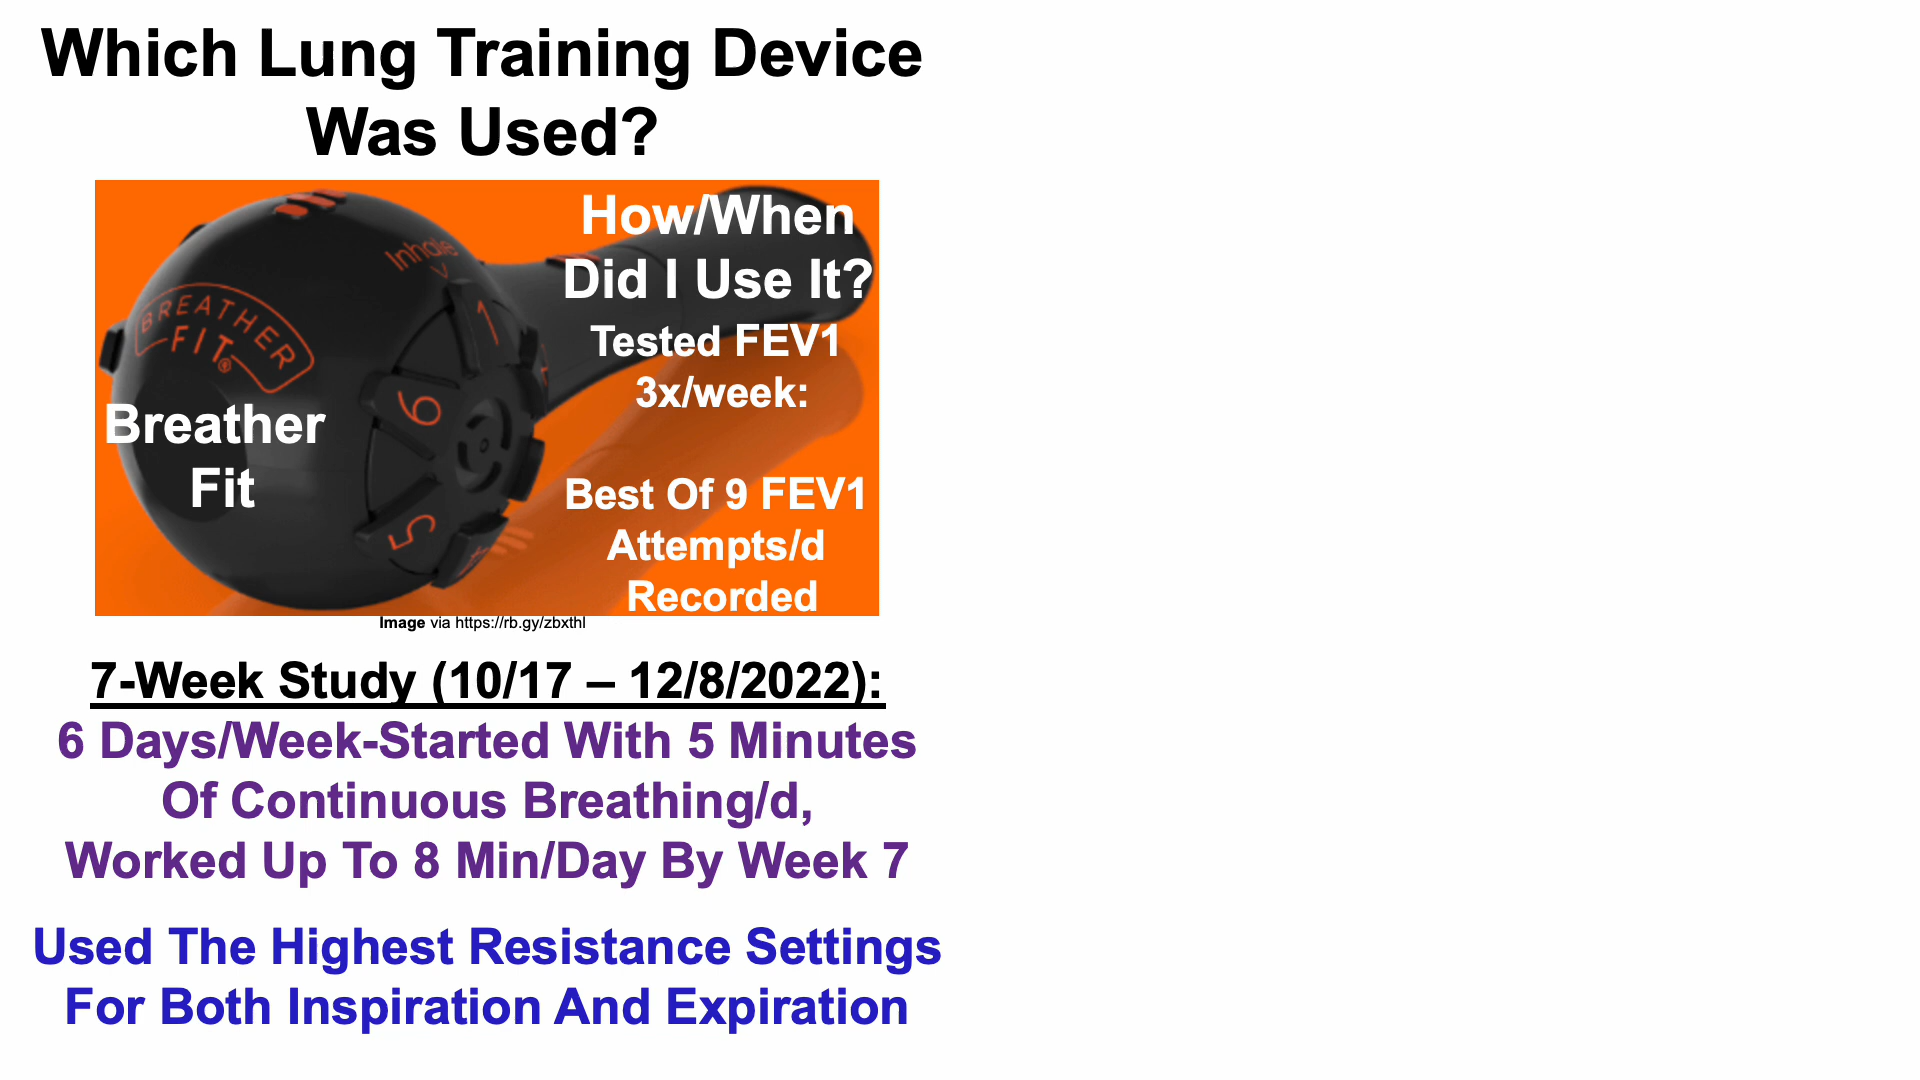 Which Lung Training Device
Was Used?
How/When
Did I Use It?
Tested FEV1
3x/week:
Inhale
BREATHER
FIT®
1
6
5
Breather
Fit
Best Of 9 FEV1
Attempts/d
Recorded
Image via https://rb.gy/zbxthl
7-Week Study (10/17 – 12/8/2022):
6 Days/Week-Started With 5 Minutes
Of Continuous Breathing/d,
Worked Up To 8 Min/Day By Week 7
Used The Highest Resistance Settings
For Both Inspiration And Expiration